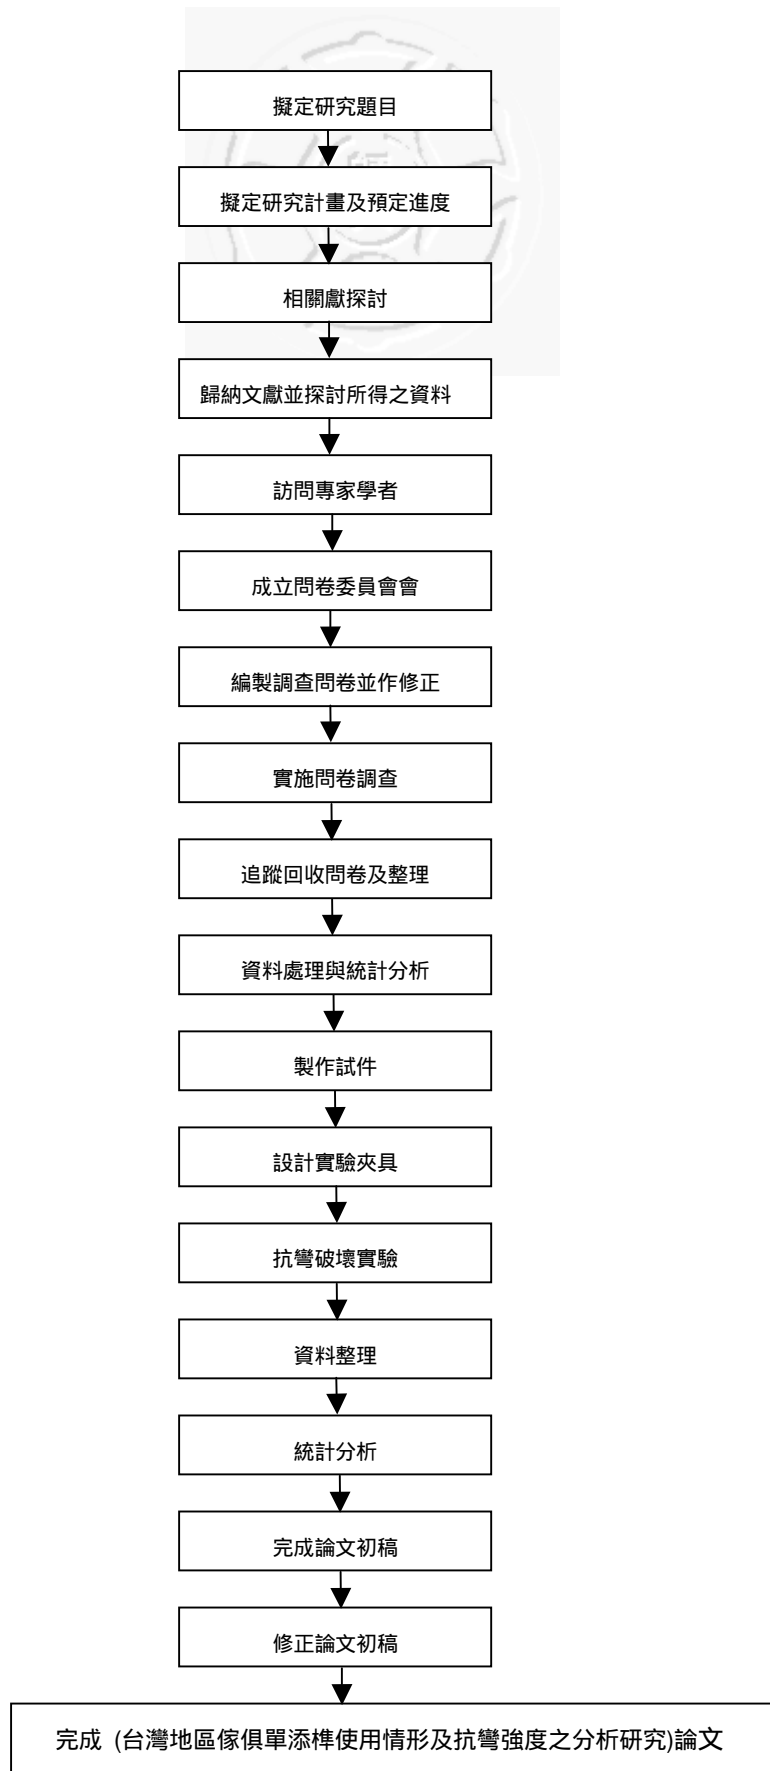 擬定研究題目
擬定研究計畫及預定進度
相關獻探討
歸納文獻並探討所得之資料
訪問專家學者
成立問卷委員會會
編製調查問卷並作修正
實施問卷調查
追蹤回收問卷及整理
資料處理與統計分析
製作試件
設計實驗夾具
抗彎破壞實驗
資料整理
統計分析
完成論文初稿
修正論文初稿
完成 (台灣地區傢俱單添榫使用情形及抗彎強度之分析研究)論文